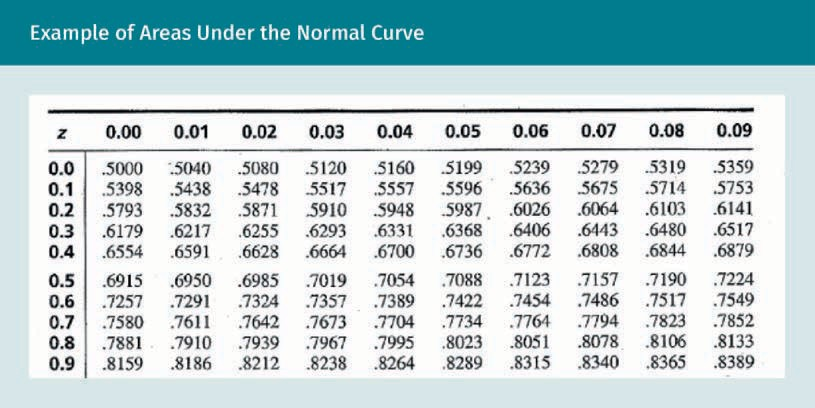 Example of Areas Under the Normal Curve
z 0.00 0.01 0.02 0.03 0.04 0.05 0.06 0.07 0.08 0.09
0.0 .5000 .5040 .5080 .5120 .5160 .5199 .5239 .5279 .5319 .5359
0.1 .5398 .5438 .5478 .5517 .5557 .5596 .5636 .5675 .5714 .5753
0.2 .5793 .5832 .5871 .5910 .5948 .5987 .6026 .6064 .6103 .6141
0.3 .6179 .6217 .6255 .6293 .6331 .6368 .6406 .6443 .6480 .6517
0.4 .6554 .6591 .6628 .6664 .6700 .6736 .6772 .6808 .6844 .6879
0.5 .6915 .6950 .6985 .7019 .7054 .7088 .7123 .7157 .7190 .7224
0.6 .7257 .7291 .7324 .7357 .7389 .7422 .7454 .7486 .7517 .7549
0.7 .7580 .7611 .7642 .7673 .7704 .7734 .7764 .7794 .7823 .7852
0.8 .7881 .7910 .7939 .7967 .7995 .8023 .8051 .8078 .8106 .8133
0.9 .8159 .8186 .8212 .8238 .8264 .8289 .8315 .8340 .8365 .8389